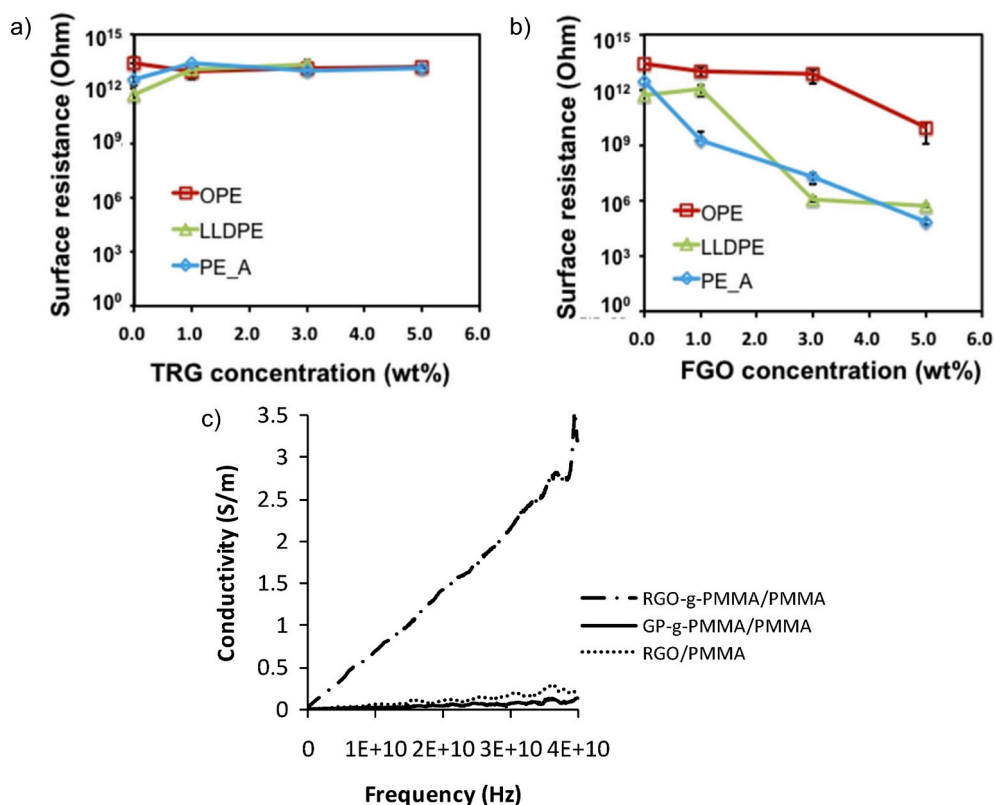 a)
Surface resistance (Ohm)
10^15
10^12
10^9
10^6
10^3
10^0
OPE
LLDPE
PE_A
0.0 1.0 2.0 3.0 4.0 5.0 6.0
TRG concentration (wt%)
b)
Surface resistance (Ohm)
10^15
10^12
10^9
10^6
10^3
10^0
OPE
LLDPE
PE_A
0.0 1.0 2.0 3.0 4.0 5.0 6.0
FGO concentration (wt%)
c)
Conductivity (S/m)
3.5
3
2.5
2
1.5
1
0.5
0
0 1E+10 2E+10 3E+10 4E+10
Frequency (Hz)
RGO-g-PMMA/PMMA
GP-g-PMMA/PMMA
RGO/PMMA